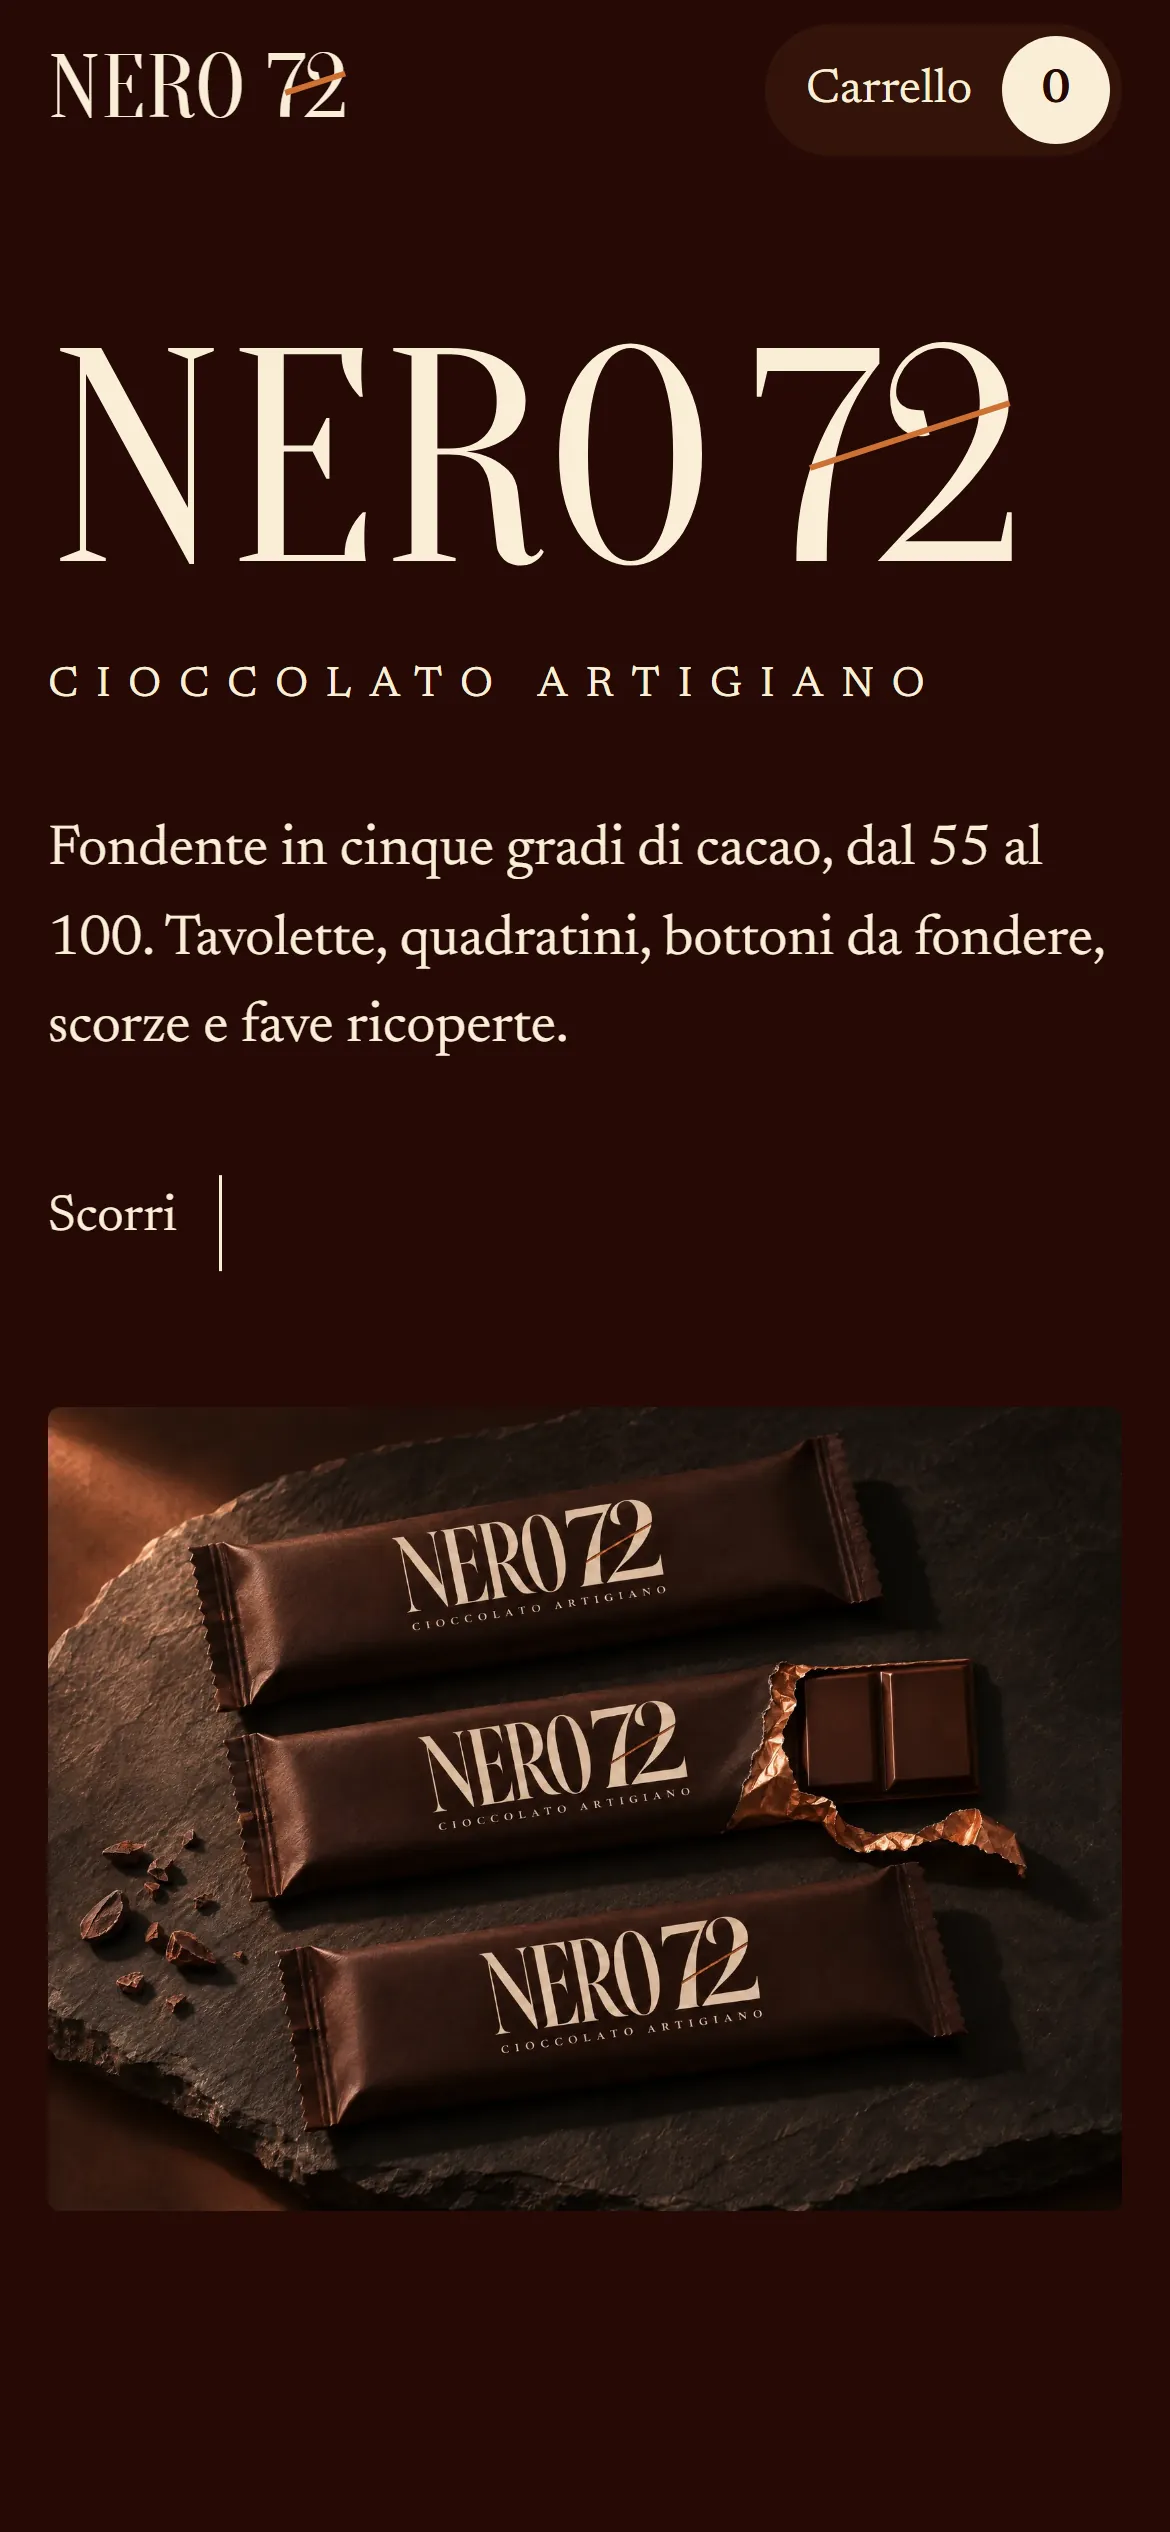 NERO 72
Carrello 0
NERO 72
CIOCCOLATO ARTIGIANO
Fondente in cinque gradi di cacao, dal 55 al
100. Tavolette, quadratini, bottoni da fondere,
scorze e fave ricoperte.
Scorri
NERO 72
CIOCCOLATO ARTIGIANO
NERO 72
CIOCCOLATO ARTIGIANO
NERO 72
CIOCCOLATO ARTIGIANO